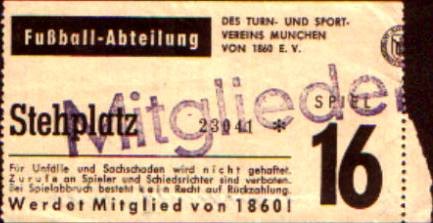 Fußball-Abteilung
DES TURN- UND SPORT-
VEREINS MÜNCHEN
VON 1860 E. V.
Mitglieder
Stehplatz
23041 *
SPIEL
16
Für Unfälle und Sachschaden wird nicht gehaftet.
Zurufe an Spieler und Schiedsrichter sind verboten.
Bei Spielabbruch besteht kein Recht auf Rückzahlung.
Werdet Mitglied von 1860!